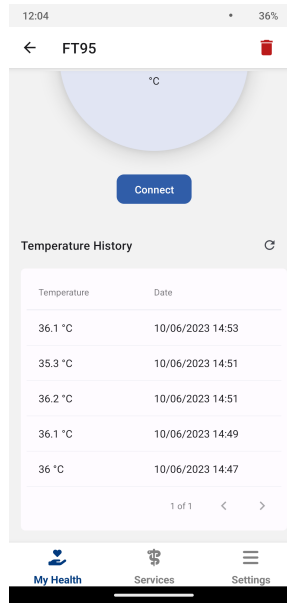 12:04 36%
FT95
°C
Connect
Temperature History
Temperature Date
36.1 °C 10/06/2023 14:53
35.3 °C 10/06/2023 14:51
36.2 °C 10/06/2023 14:51
36.1 °C 10/06/2023 14:49
36 °C 10/06/2023 14:47
1 of 1
My Health Services Settings